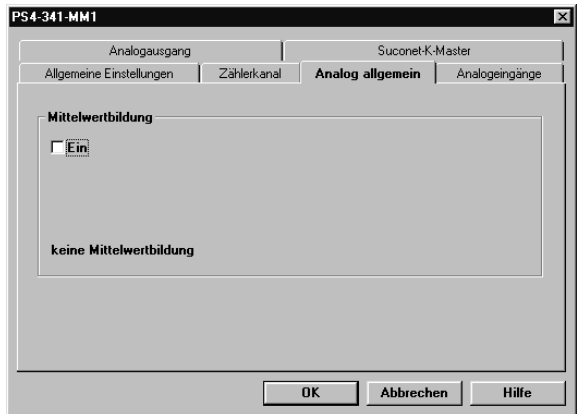 PS4-341-MM1
Analogausgang Suconet-K-Master
Allgemeine Einstellungen Zählerkanal Analog allgemein Analogeingänge
Mittelwertbildung
Ein
keine Mittelwertbildung
OK Abbrechen Hilfe